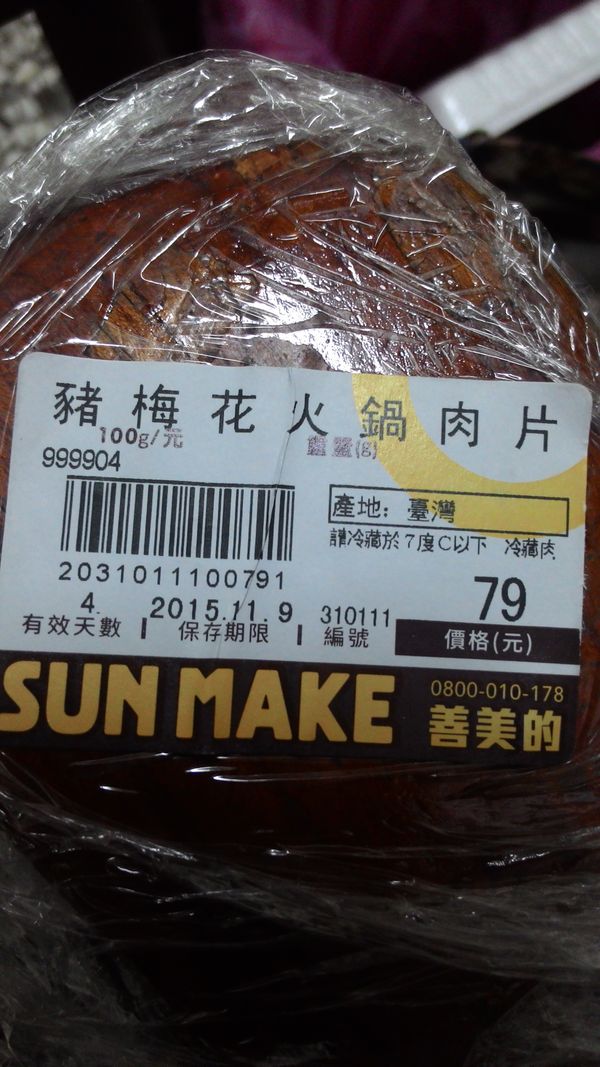 豬梅花火鍋肉片
100g/元 重量(g)
999904
產地: 臺灣
請冷藏於7度C以下 冷藏肉
2031011100791
4. 2015.11.9 310111 79
有效天數 保存期限 編號 價格(元)
SUN MAKE 0800-010-178
善美的